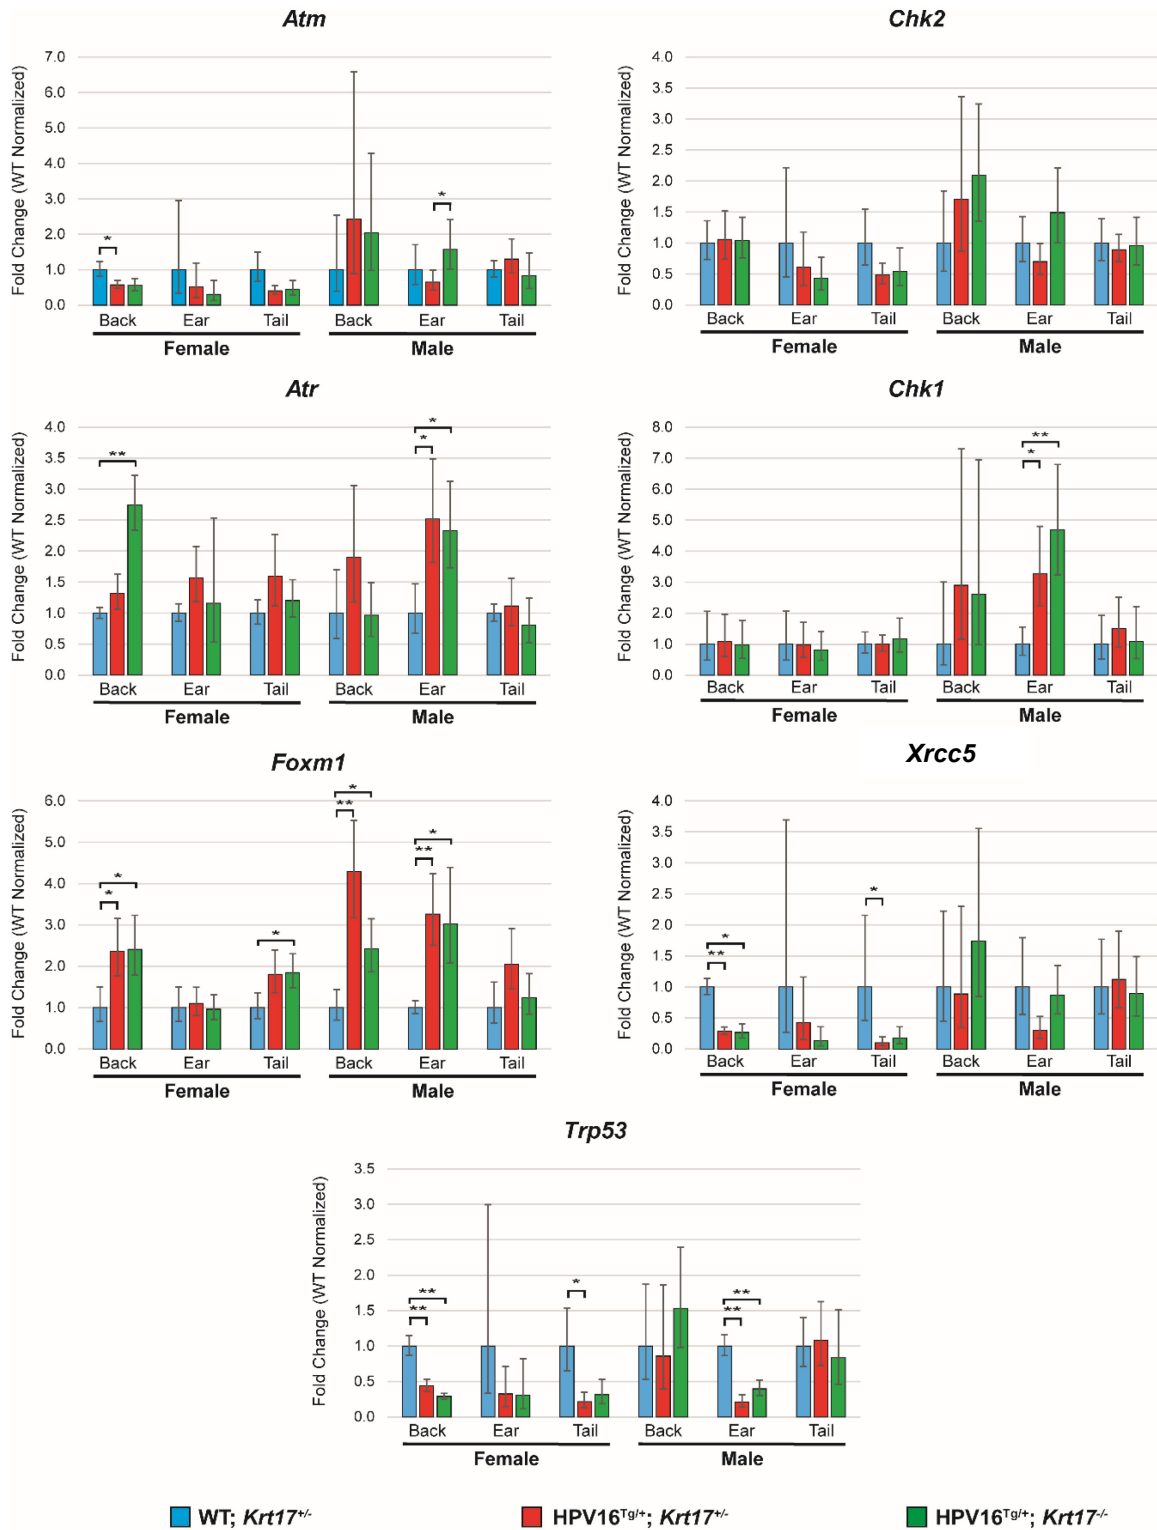 Atm
Chk2
Fold Change (WT Normalized)
7.0
6.0
5.0
4.0
3.0
2.0
1.0
0.0
*
*
Back Ear Tail Back Ear Tail
Female Male
Fold Change (WT Normalized)
4.0
3.5
3.0
2.5
2.0
1.5
1.0
0.5
0.0
Back Ear Tail Back Ear Tail
Female Male
Atr
Chk1
Fold Change (WT Normalized)
4.0
3.5
3.0
2.5
2.0
1.5
1.0
0.5
0.0
**
*
*
Back Ear Tail Back Ear Tail
Female Male
Fold Change (WT Normalized)
8.0
7.0
6.0
5.0
4.0
3.0
2.0
1.0
0.0
**
*
Back Ear Tail Back Ear Tail
Female Male
Foxm1
Xrcc5
Fold Change (WT Normalized)
6.0
5.0
4.0
3.0
2.0
1.0
0.0
*
*
*
*
**
*
**
Back Ear Tail Back Ear Tail
Female Male
Fold Change (WT Normalized)
4.0
3.5
3.0
2.5
2.0
1.5
1.0
0.5
0.0
*
**
*
Back Ear Tail Back Ear Tail
Female Male
Trp53
Fold Change (WT Normalized)
3.5
3.0
2.5
2.0
1.5
1.0
0.5
0.0
**
**
*
**
**
Back Ear Tail Back Ear Tail
Female Male
WT; Krt17+/- HPV16Tg/+; Krt17+/- HPV16Tg/+; Krt17-/-